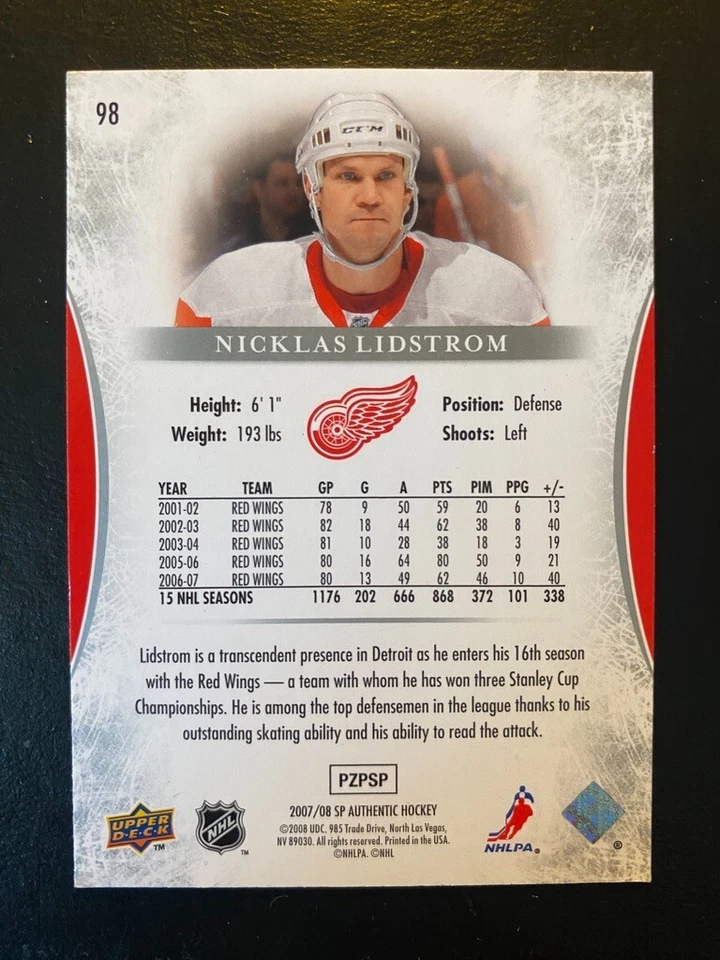 98
CCM
NICKLAS LIDSTROM
Height: 6' 1" Position: Defense
Weight: 193 lbs Shoots: Left
YEAR TEAM GP G A PTS PIM PPG +/-
2001-02 RED WINGS 78 9 50 59 20 6 13
2002-03 RED WINGS 82 18 44 62 38 8 40
2003-04 RED WINGS 81 10 28 38 18 3 19
2005-06 RED WINGS 80 16 64 80 50 9 21
2006-07 RED WINGS 80 13 49 62 46 10 40
15 NHL SEASONS 1176 202 666 868 372 101 338
Lidstrom is a transcendent presence in Detroit as he enters his 16th season
with the Red Wings — a team with whom he has won three Stanley Cup
Championships. He is among the top defensemen in the league thanks to his
outstanding skating ability and his ability to read the attack.
PZPSP
2007/08 SP AUTHENTIC HOCKEY
©2008 UDC. 985 Trade Drive, North Las Vegas,
NV 89030. All rights reserved. Printed in the USA.
©NHLPA. ©NHL
UPPER
D·E·C·K
TM
NHL
TM
NHLPA®
®